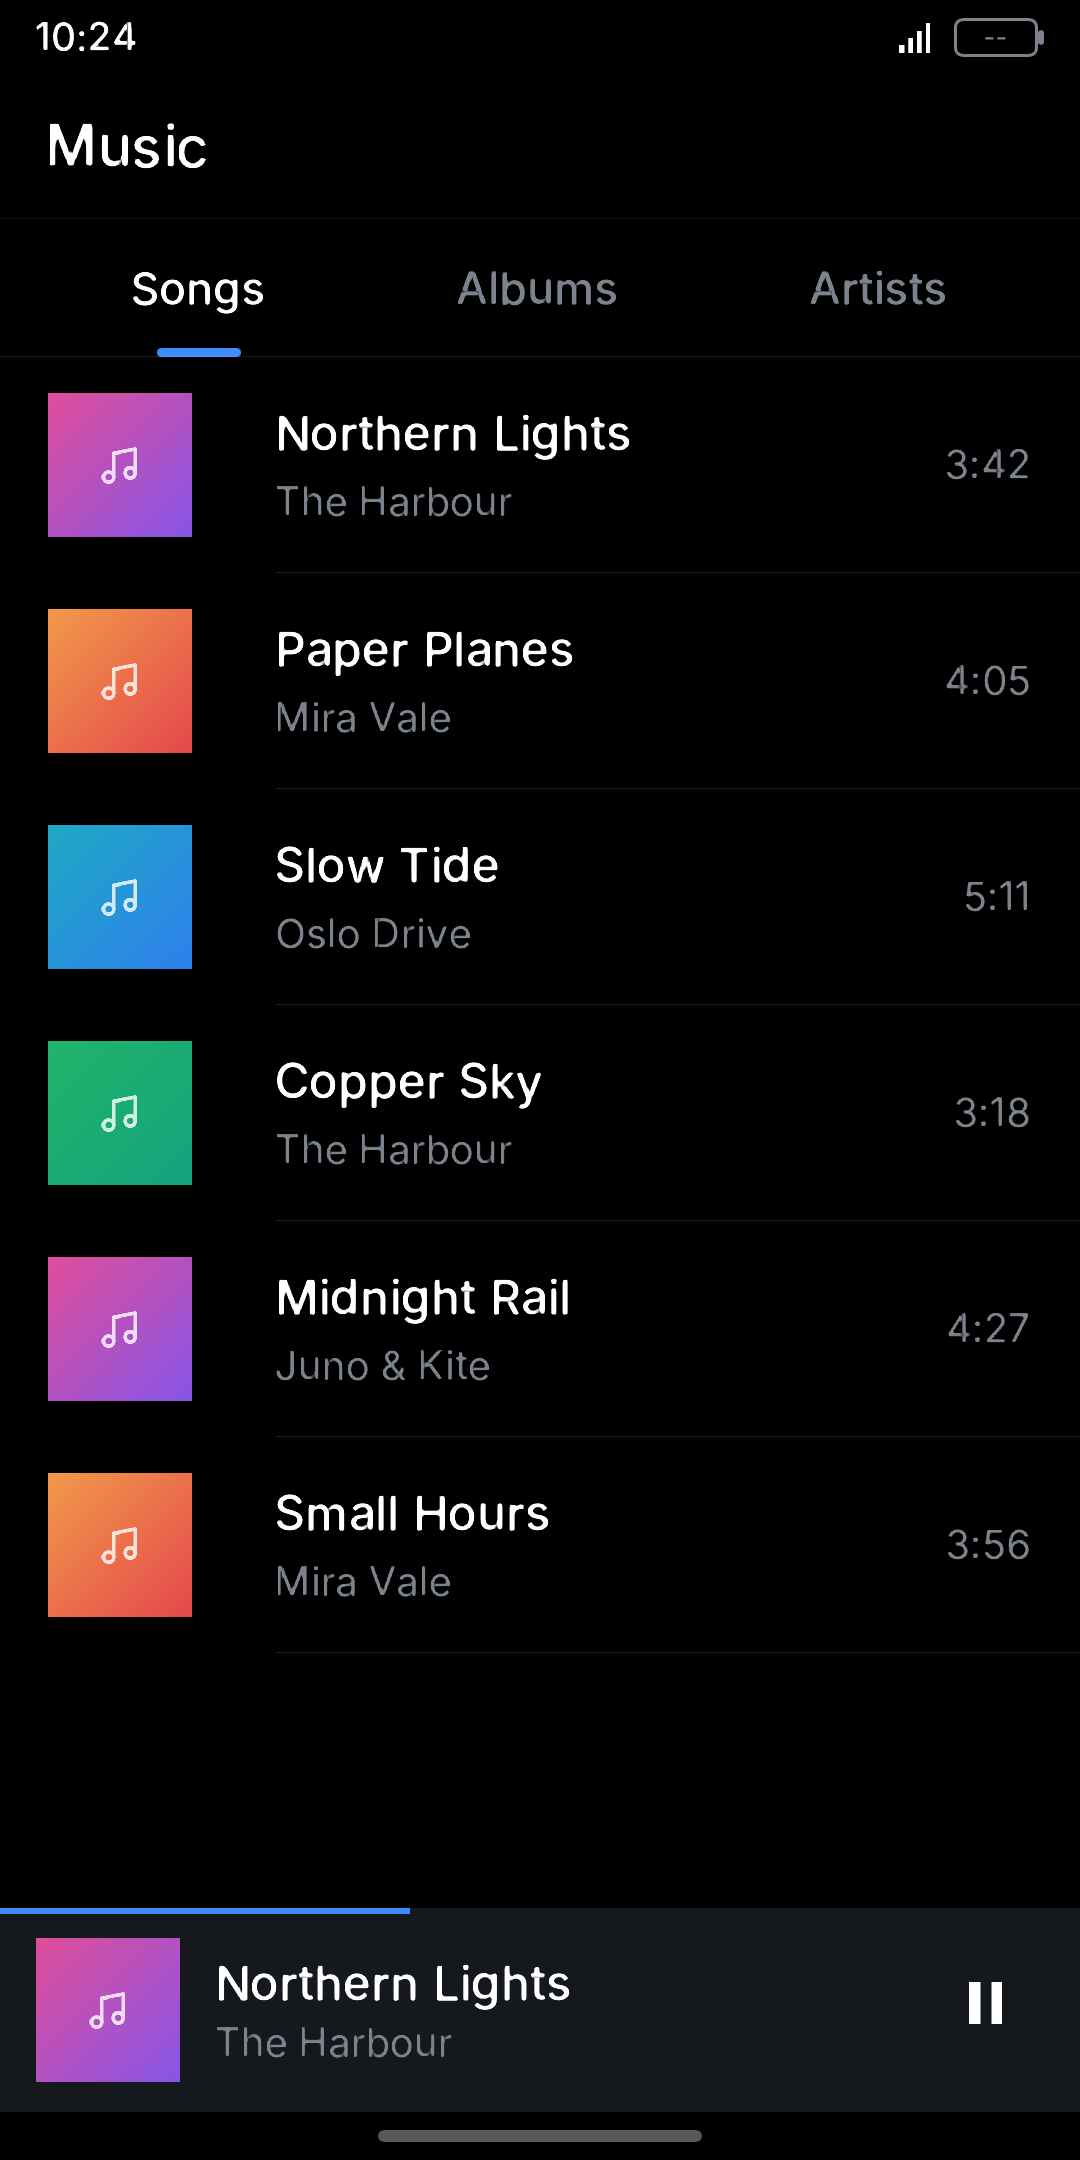 10:24
--
Music
Songs
Albums
Artists
Northern Lights
The Harbour
3:42
Paper Planes
Mira Vale
4:05
Slow Tide
Oslo Drive
5:11
Copper Sky
The Harbour
3:18
Midnight Rail
Juno & Kite
4:27
Small Hours
Mira Vale
3:56
Northern Lights
The Harbour